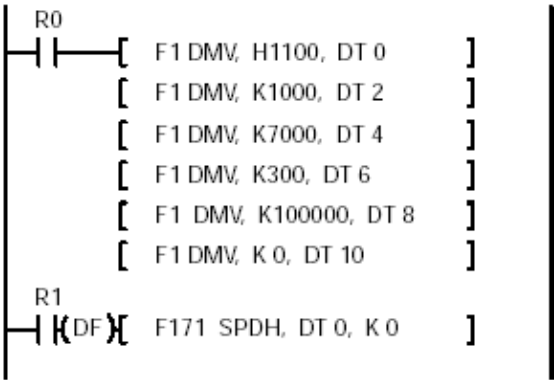 R0
[ F1 DMV, H1100, DT 0 ]
[ F1 DMV, K1000, DT 2 ]
[ F1 DMV, K7000, DT 4 ]
[ F1 DMV, K300, DT 6 ]
[ F1 DMV, K100000, DT 8 ]
[ F1 DMV, K 0, DT 10 ]
R1
(DF) [ F171 SPDH, DT 0, K 0 ]